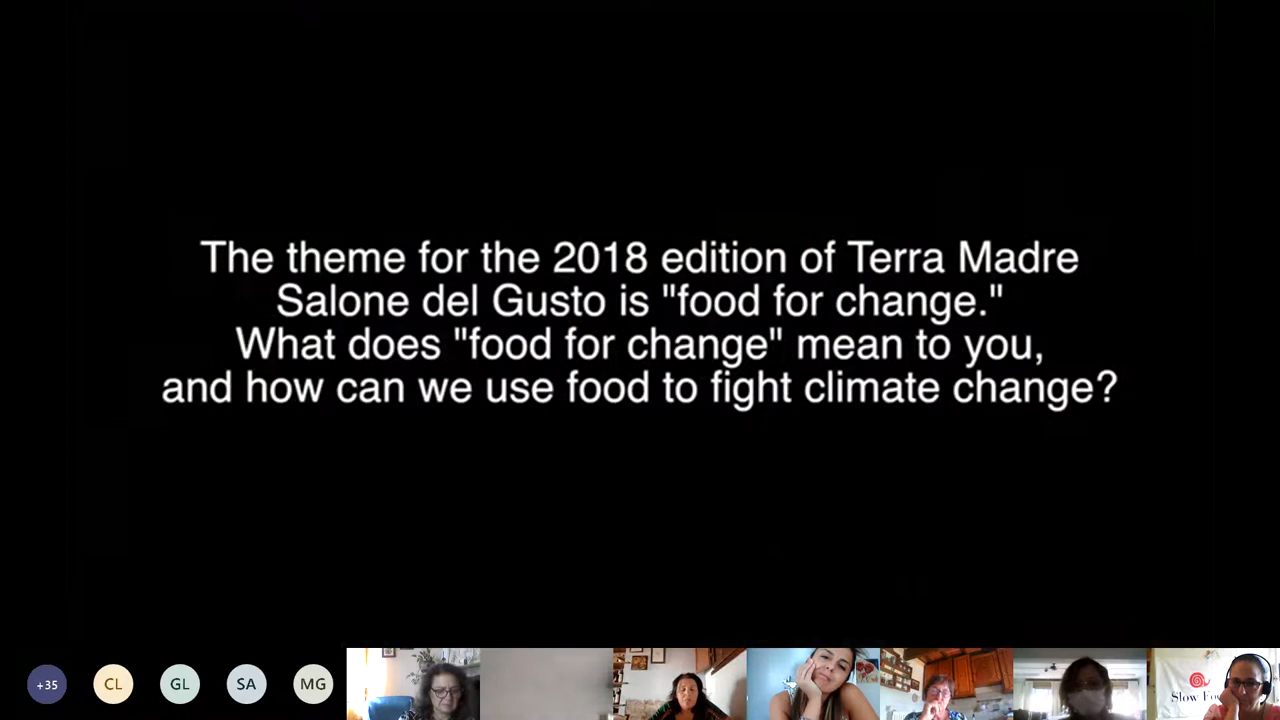 The theme for the 2018 edition of Terra Madre
Salone del Gusto is "food for change."
What does "food for change" mean to you,
and how can we use food to fight climate change?
+35
CL
GL
SA
MG
Slow